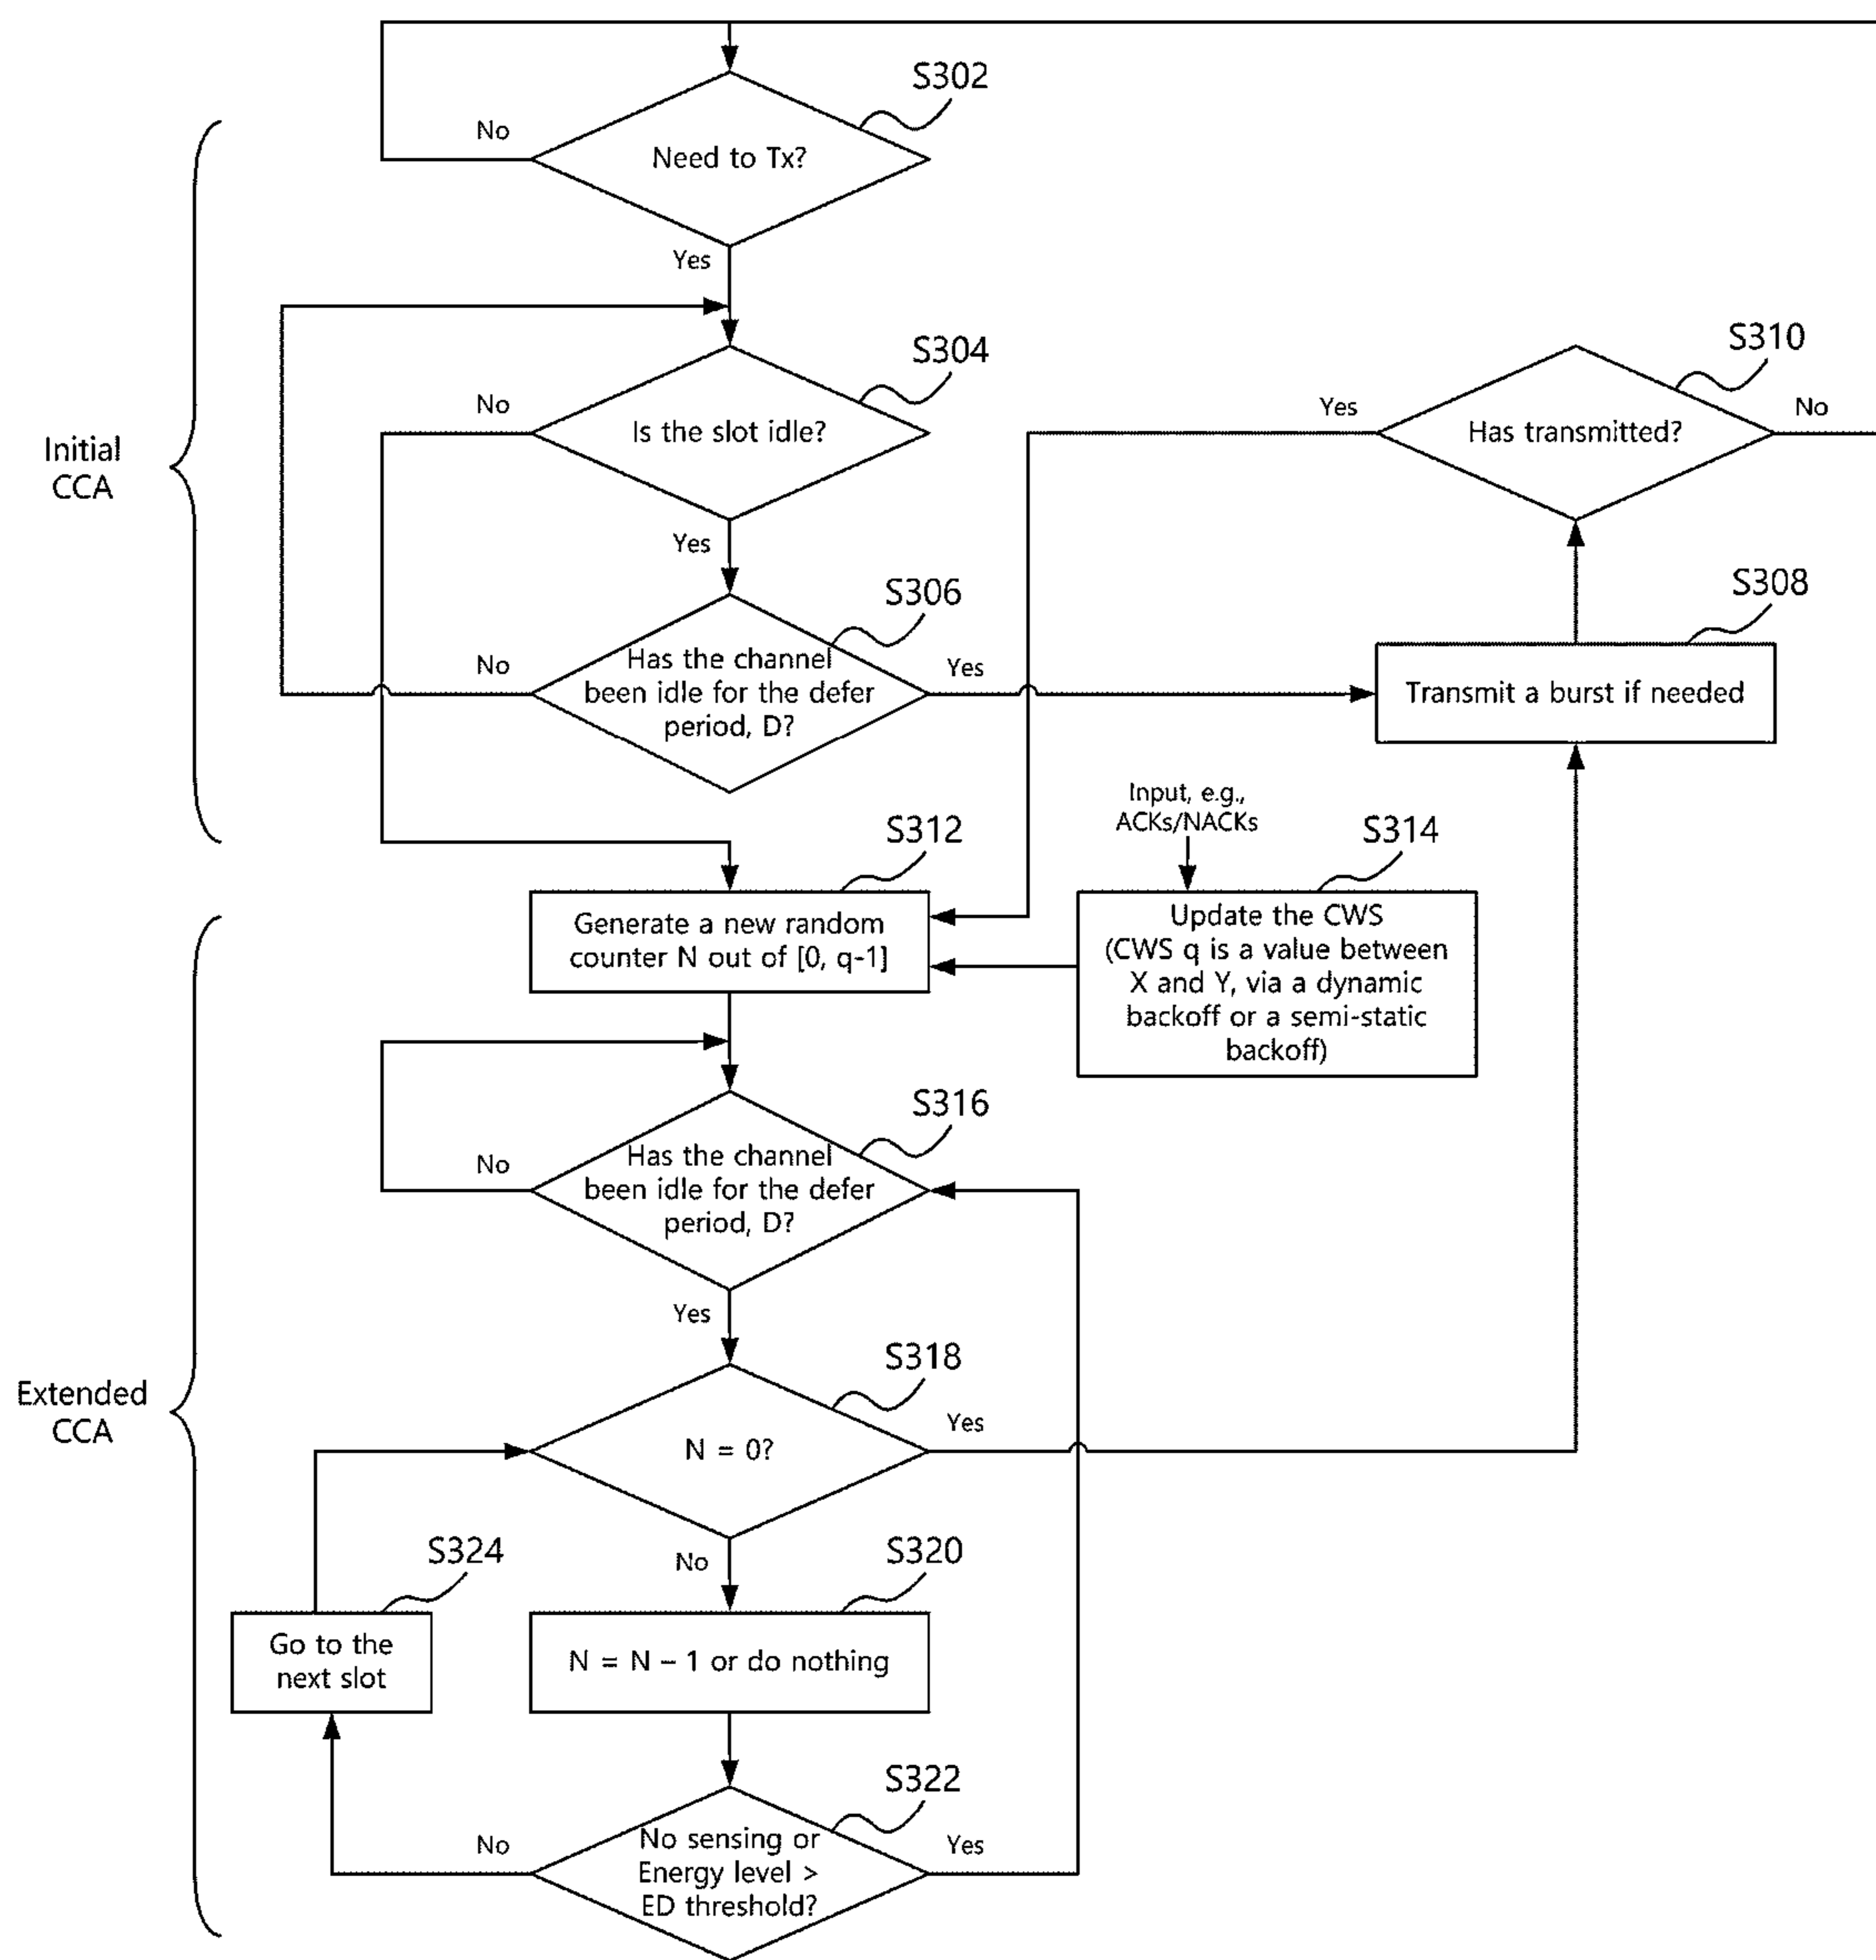 S302
No
Need to Tx?
Yes
S304
No
Is the slot idle?
Yes
S310
Yes
Has transmitted?
No
Initial
CCA
S306
No
Has the channel
been idle for the defer
period, D?
Yes
S308
Transmit a burst if needed
Input, e.g.,
ACKs/NACKs
S312
Generate a new random
counter N out of [0, q-1]
S314
Update the CWS
(CWS q is a value between
X and Y, via a dynamic
backoff or a semi-static
backoff)
S316
No
Has the channel
been idle for the defer
period, D?
Yes
Extended
CCA
S318
N = 0?
Yes
No
S324
Go to the
next slot
S320
N = N – 1 or do nothing
S322
No
No sensing or
Energy level >
ED threshold?
Yes